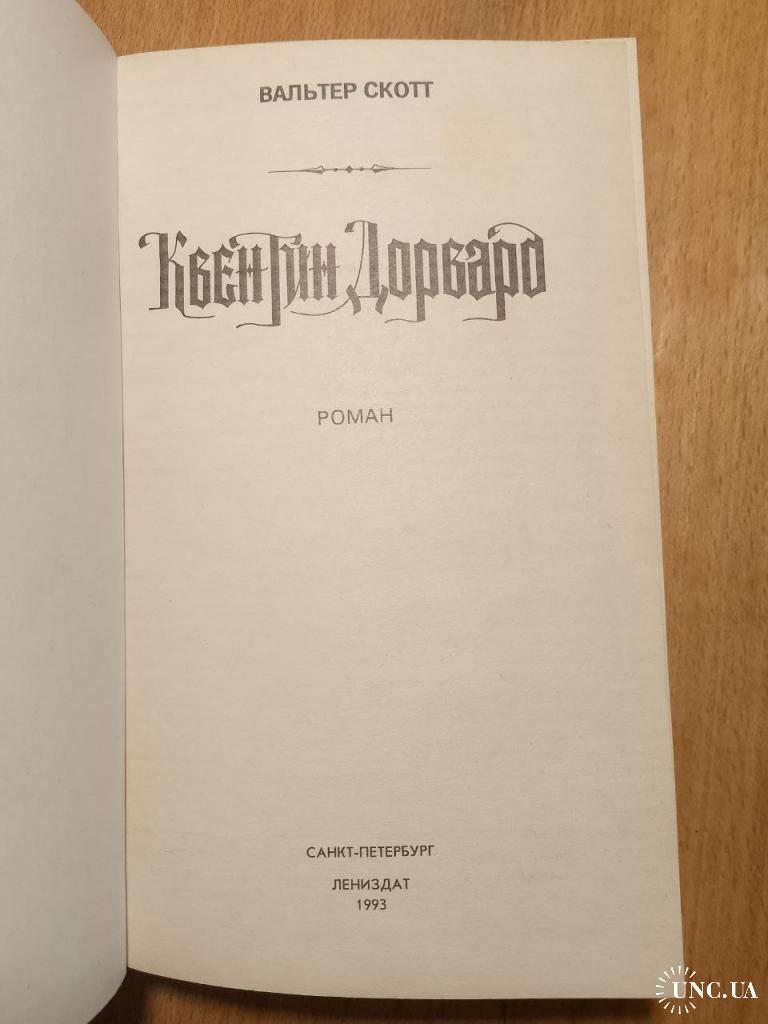 ВАЛЬТЕР СКОТТ
Квентин Дорвард
РОМАН
САНКТ-ПЕТЕРБУРГ
ЛЕНИЗДАТ
1993
UNC.UA